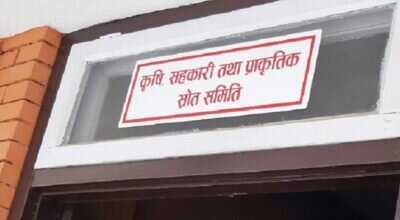 कृषि, सहकारी तथा प्राकृतिक
स्रोत समिति